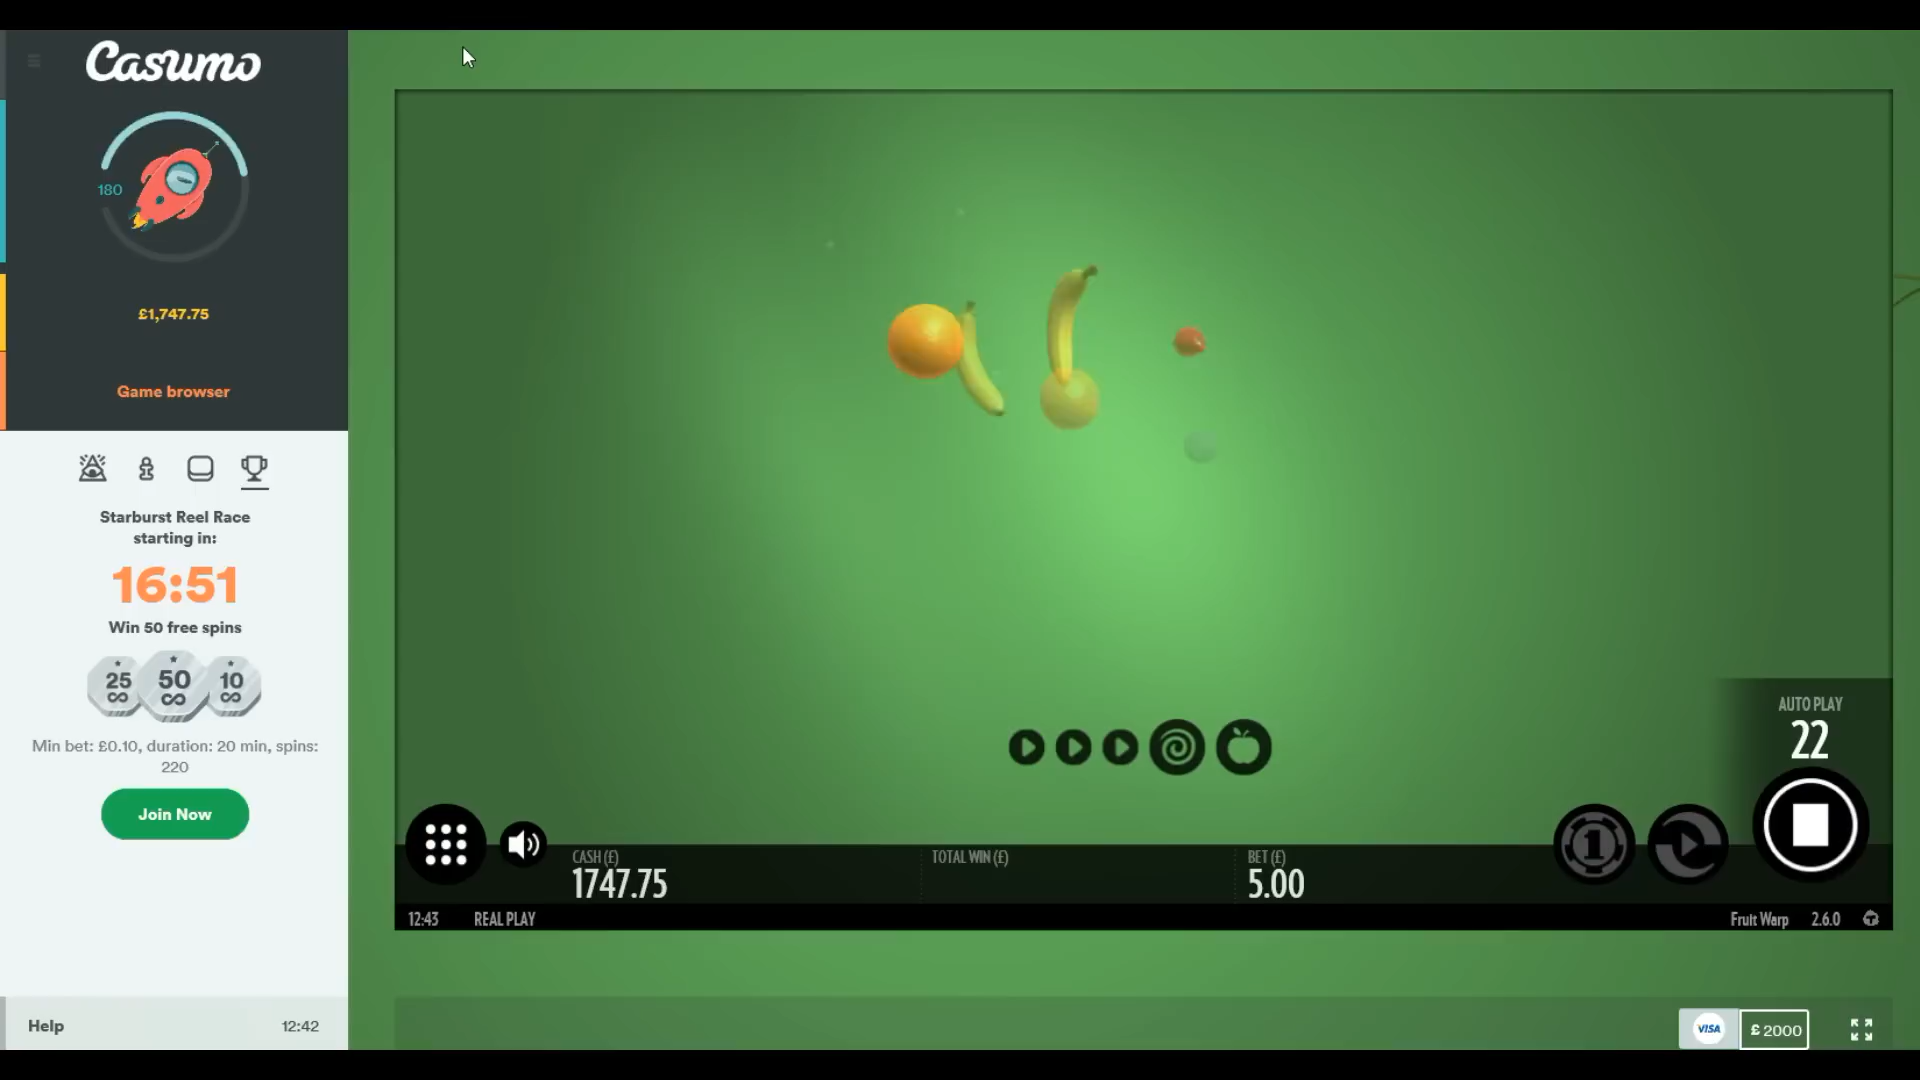 Casumo
180
£1,747.75
Game browser
Starburst Reel Race
starting in:
16:51
Win 50 free spins
25
50
10
Min bet: £0.10, duration: 20 min, spins:
220
Join Now
Help
12:42
AUTO PLAY
22
1
CASH (£)
1747.75
TOTAL WIN (£)
BET (£)
5.00
12:43
REAL PLAY
Fruit Warp
2.6.0
VISA
£ 2000